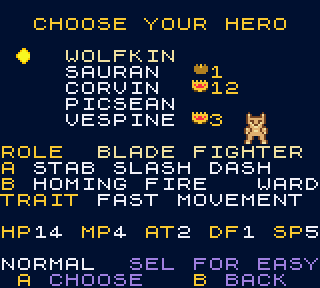 CHOOSE YOUR HERO
WOLFKIN
SAURAN 1
CORVIN 12
PICSEAN
VESPINE 3
ROLE BLADE FIGHTER
A STAB SLASH DASH
B HOMING FIRE WARD
TRAIT FAST MOVEMENT
HP14 MP4 AT2 DF1 SP5
NORMAL SEL FOR EASY
A CHOOSE B BACK